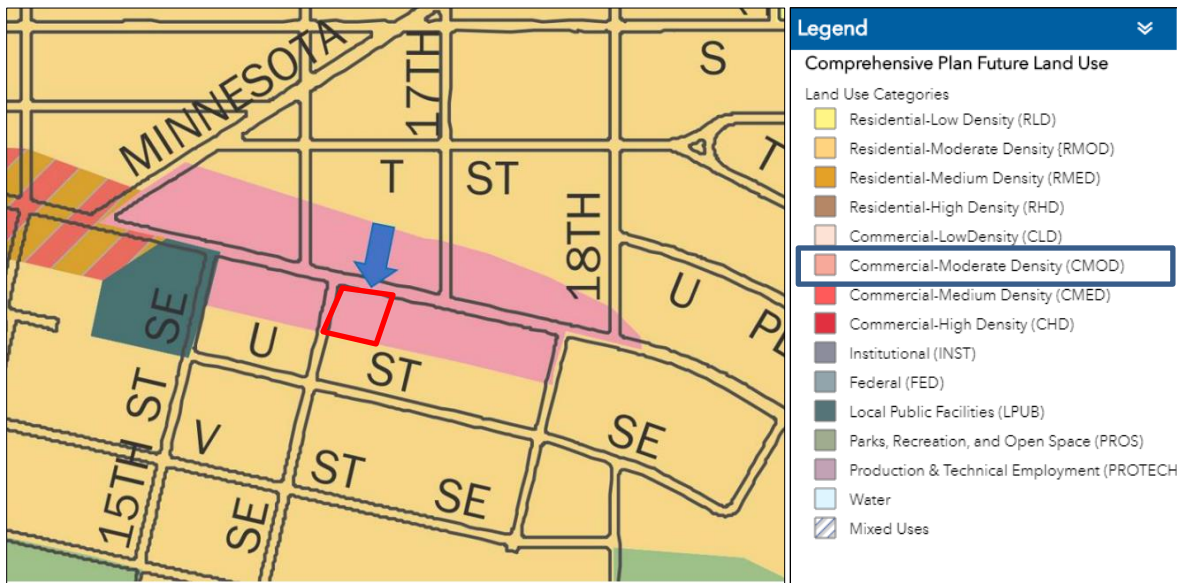 MINNESOTA
17TH
S
T
ST
T
18TH
U
PL
SE
U
ST
15TH ST
V
ST
SE
SE
SE
Legend
Comprehensive Plan Future Land Use
Land Use Categories
Residential-Low Density (RLD)
Residential-Moderate Density {RMOD)
Residential-Medium Density (RMED)
Residential-High Density (RHD)
Commercial-LowDensity (CLD)
Commercial-Moderate Density (CMOD)
Commercial-Medium Density (CMED)
Commercial-High Density (CHD)
Institutional (INST)
Federal (FED)
Local Public Facilities (LPUB)
Parks, Recreation, and Open Space (PROS)
Production & Technical Employment (PROTECH
Water
Mixed Uses